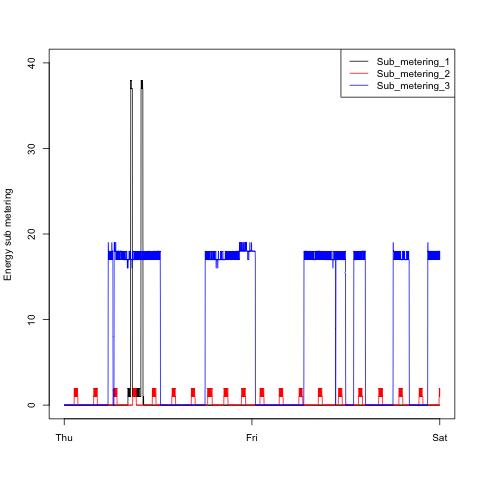 Sub_metering_1
Sub_metering_2
Sub_metering_3
Energy sub metering
40
30
20
10
0
Thu Fri Sat